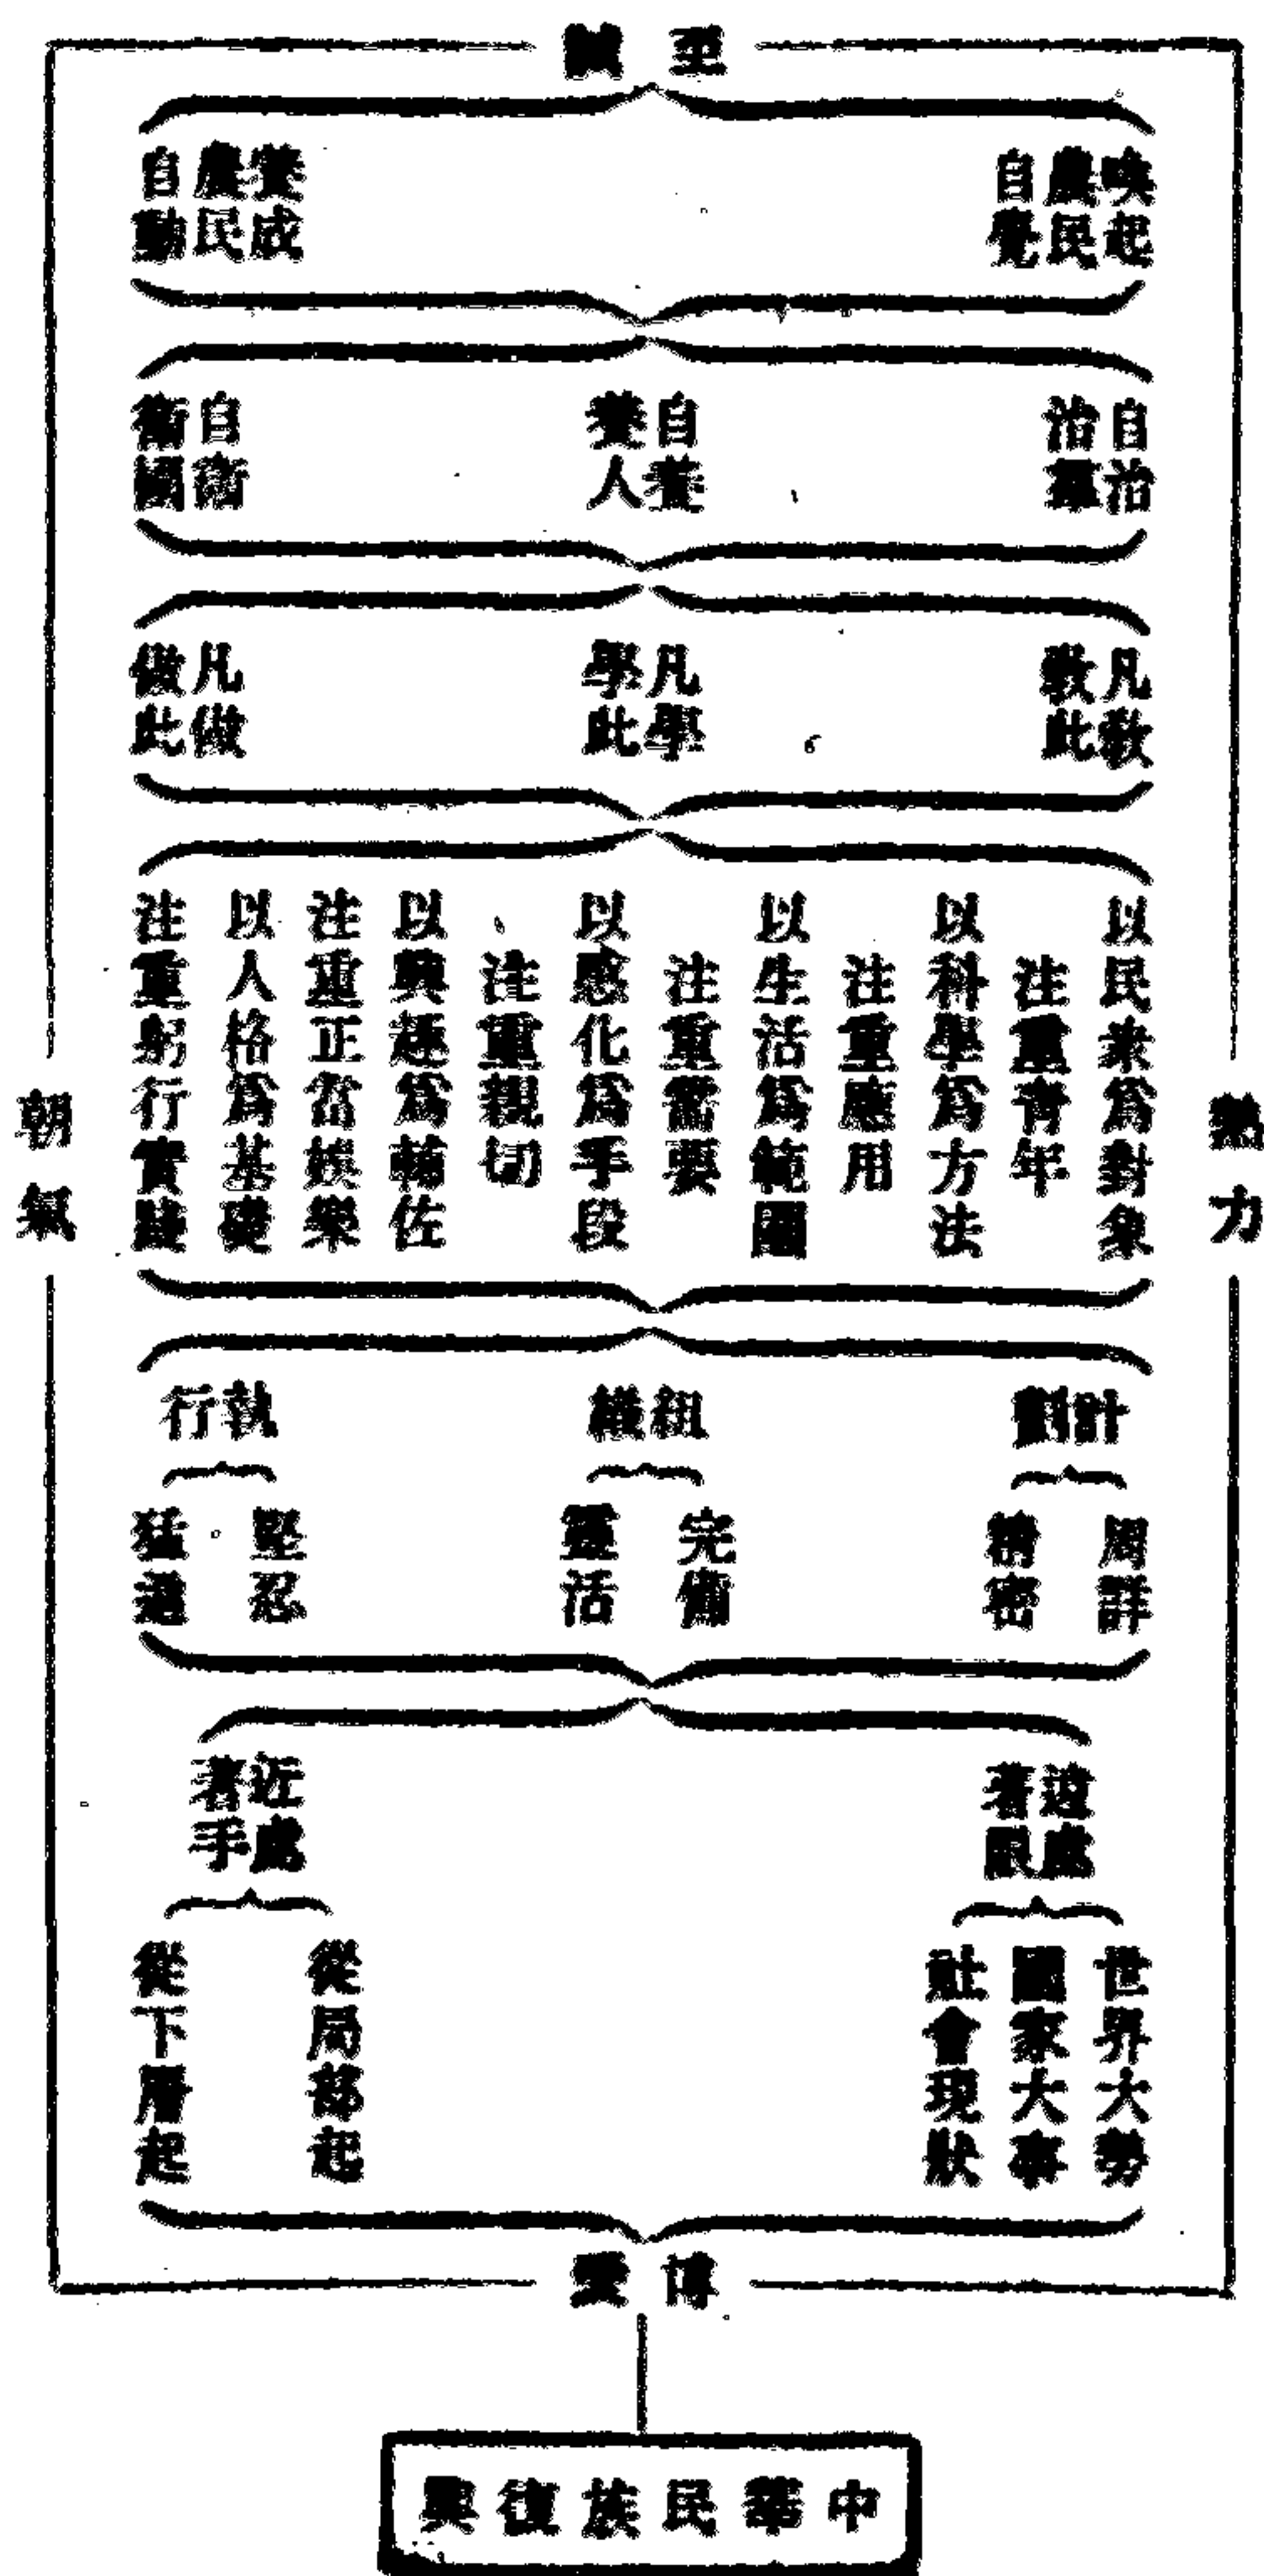 至誠
喚起
農民
自覺
養成
農民
自動
自治
治羣
自養
養人
自衛
衛國
凡教
教此
凡學
學此
凡做
做此
以民衆為對象
注重青年
以科學為方法
注重應用
以生活為範圍
注重需要
以感化為手段
注重親切
以興趣為輔佐
注重正當娛樂
以人格為基礎
注重躬行實踐
熱力
朝氣
計劃
周詳
精密
組織
完備
靈活
執行
堅忍
猛進
遠處
著眼
世界大勢
國家大事
社會現狀
近處
著手
從局部起
從下層起
博愛
中華民族復興